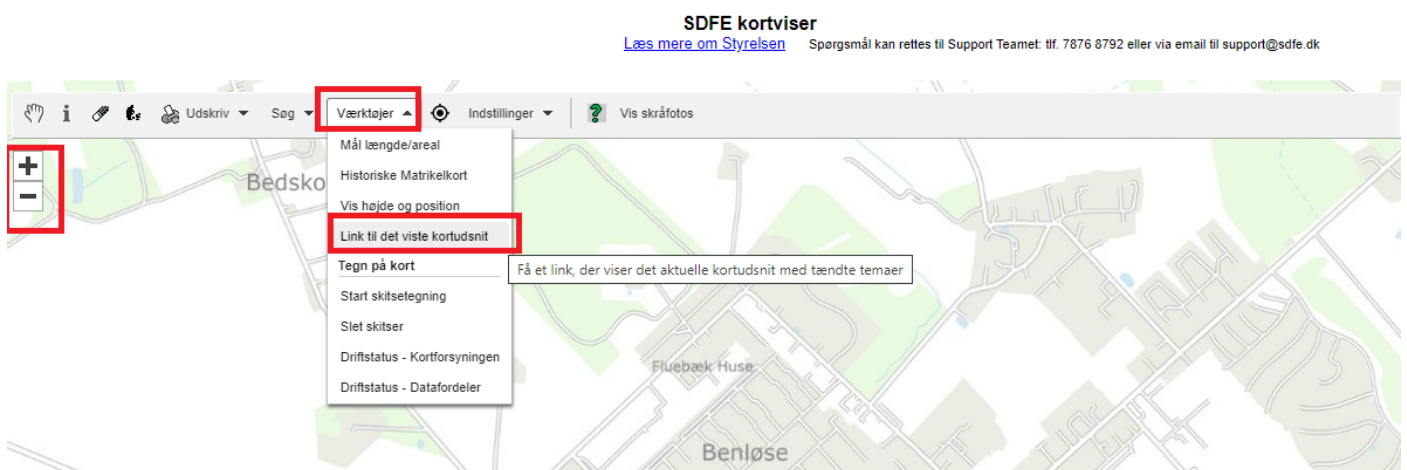 SDFE kortviser
Læs mere om Styrelsen Spørgsmål kan rettes til Support Teamet: tlf. 7876 8792 eller via email til support@sdfe.dk
Udskriv Søg Værktøjer Indstillinger Vis skråfotos
Mål længde/areal
Historiske Matrikelkort
Vis højde og position
Link til det viste kortudsnit
Tegn på kort
Få et link, der viser det aktuelle kortudsnit med tændte temaer
Start skitsetegning
Slet skitser
Driftstatus - Kortforsyningen
Driftstatus - Datafordeler
Bedsko
Fluebæk Huse
Benløse